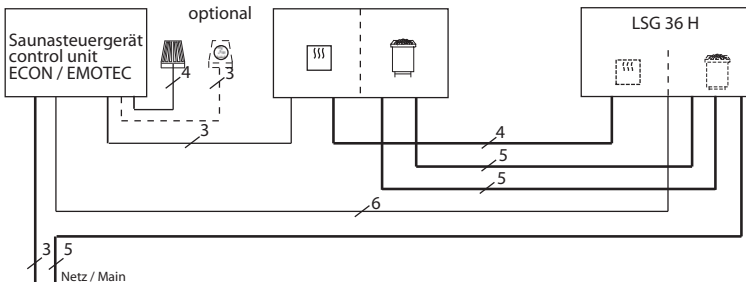 optional
Saunasteuergerät
control unit
ECON / EMOTEC
LSG 36 H
4
3
3
4
5
5
6
3
5
Netz / Main